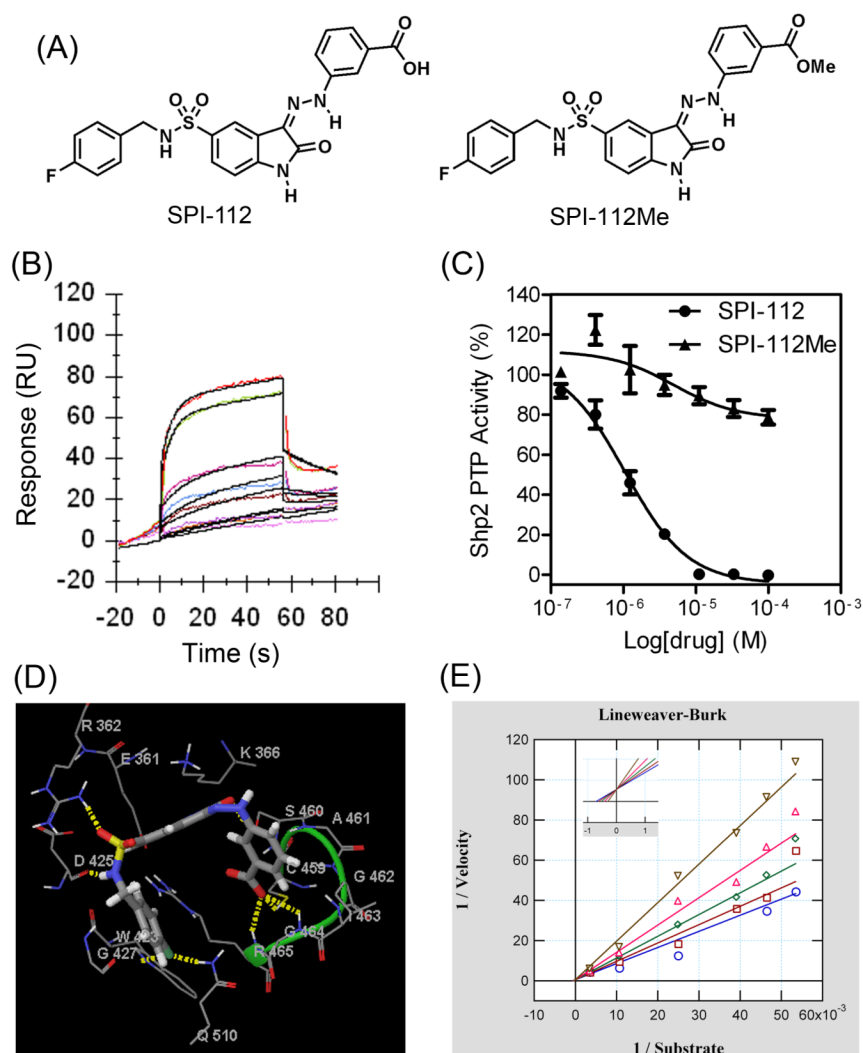 (A)
O
OH
N
N
H
O O
S
N
H
O
N
H
F
SPI-112
O
OMe
N
N
H
O O
S
N
H
O
N
H
F
SPI-112Me
(B)
Response (RU)
120
100
80
60
40
20
0
-20
-20 0 20 40 60 80 100
Time (s)
(C)
Shp2 PTP Activity (%)
140
120
100
80
60
40
20
0
SPI-112
SPI-112Me
10-7 10-6 10-5 10-4 10-3
Log[drug] (M)
(D)
R 362
E 361
K 366
S 460
A 461
D 425
C 459
G 462
I 463
W 423
G 464
G 427
R 465
Q 510
(E)
Lineweaver-Burk
1 / Velocity
120
100
80
60
40
20
0
-1 0 1
-10 0 10 20 30 40 50 60x10-3
1 / Substrate